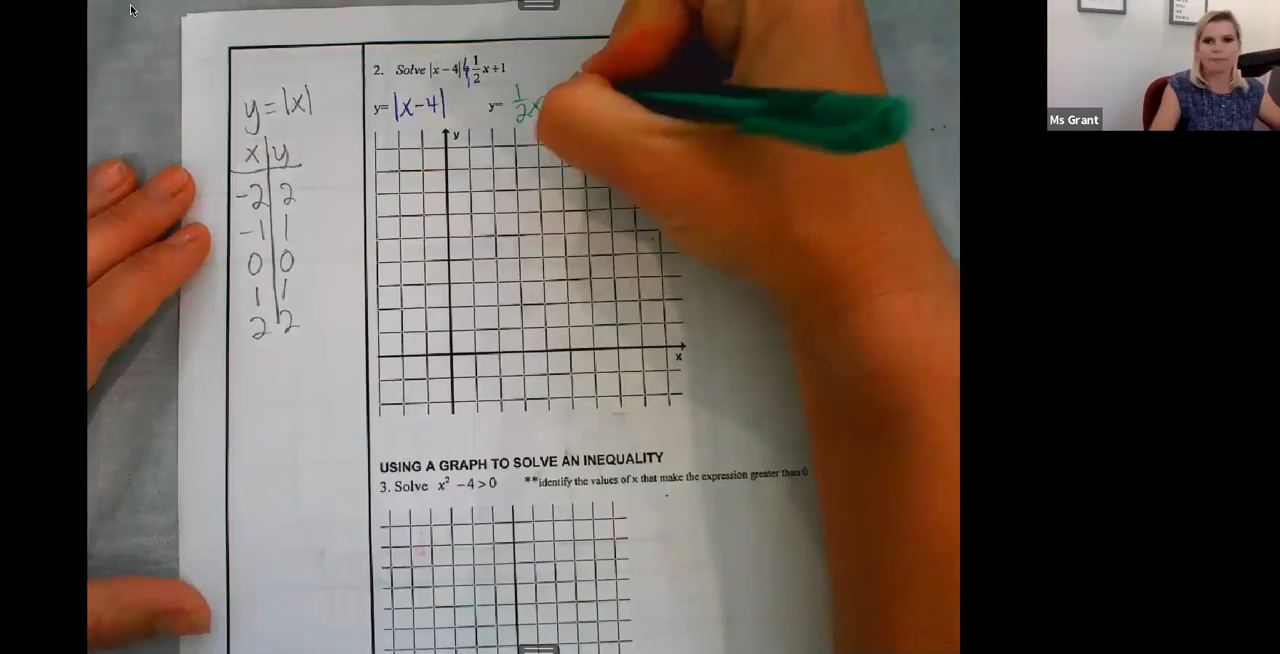 2. Solve |x-4| = 1/2 x+1
y= |x-4| y= 1/2 x
y = |x|
x y
-2 2
-1 1
0 0
1 1
2 2
y
x
USING A GRAPH TO SOLVE AN INEQUALITY
3. Solve x² -4>0 **identify the values of x that make the expression greater than 0
Ms Grant